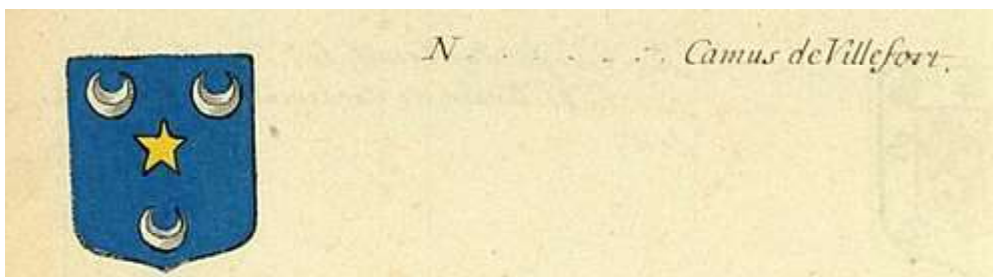 N . . . . . . . Camus de Villefort.